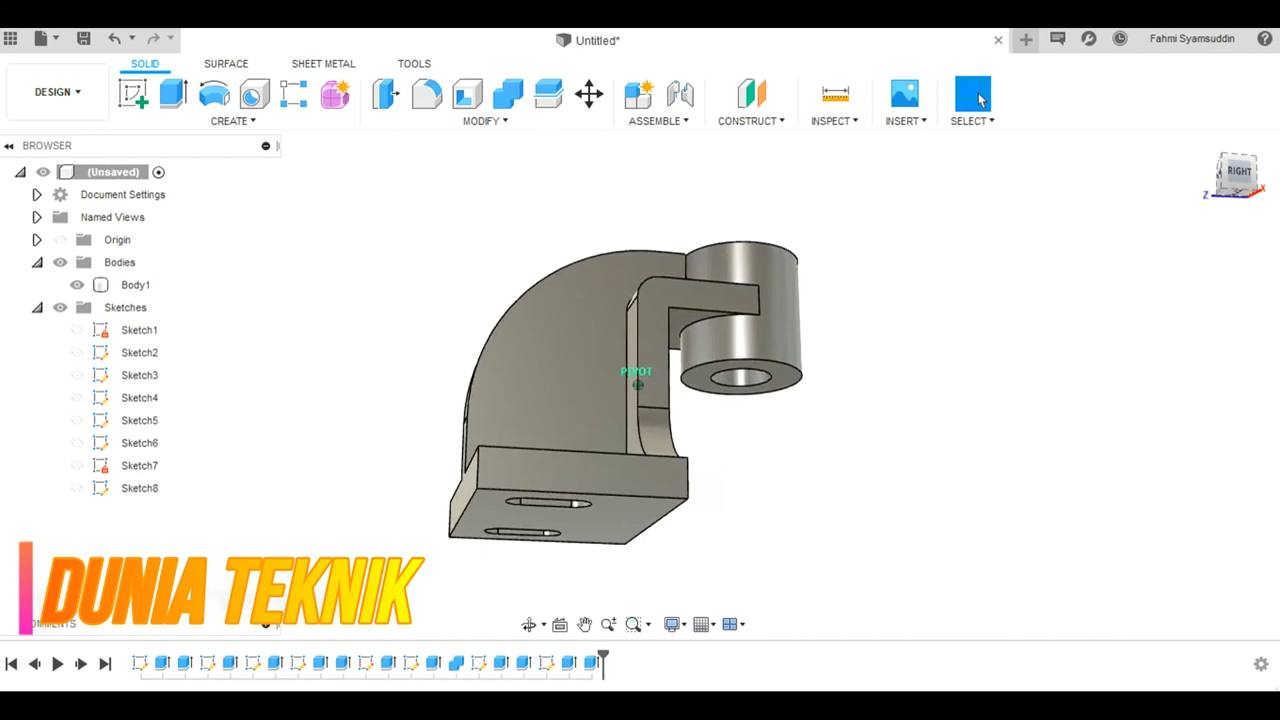 Untitled*
Fahmi Syamsuddin
SOLID
SURFACE
SHEET METAL
TOOLS
DESIGN
CREATE
MODIFY
ASSEMBLE
CONSTRUCT
INSPECT
INSERT
SELECT
BROWSER
(Unsaved)
Document Settings
Named Views
Origin
Bodies
Body1
Sketches
Sketch1
Sketch2
Sketch3
Sketch4
Sketch5
Sketch6
Sketch7
Sketch8
RIGHT
Z
X
PIVOT
DUNIA TEKNIK